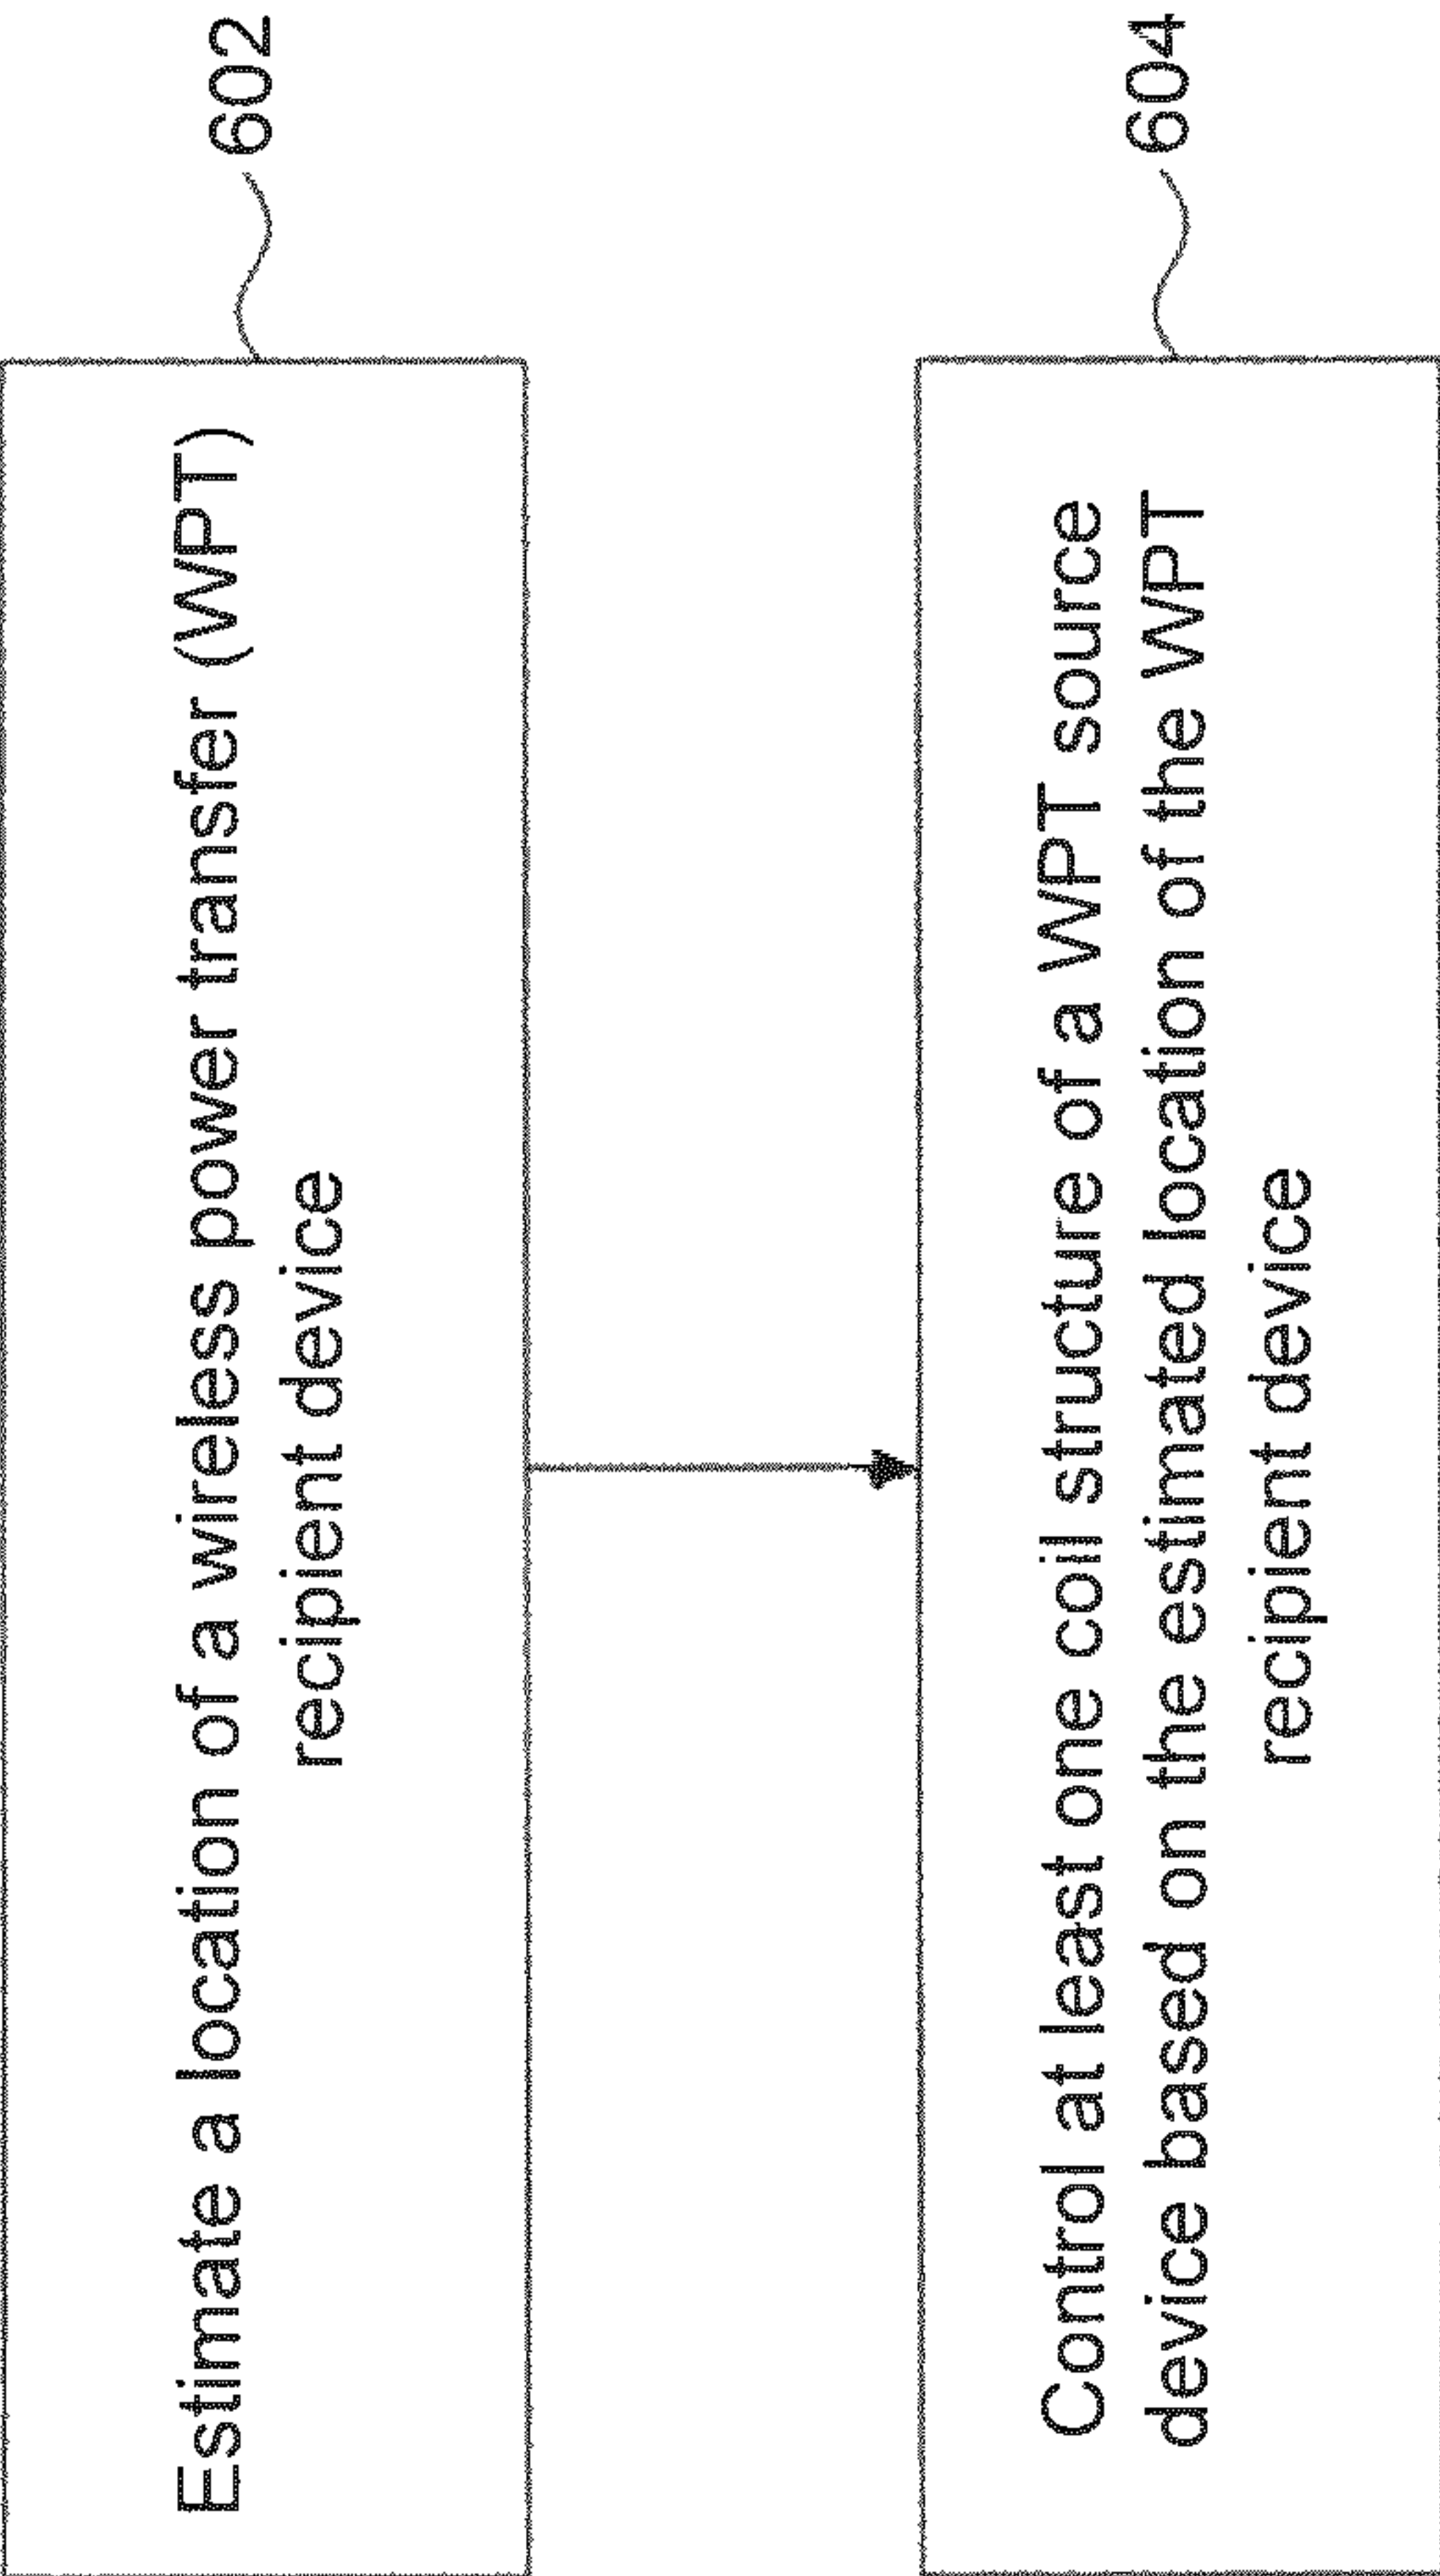 Estimate a location of a wireless power transfer (WPT)
recipient device
602
Control at least one coil structure of a WPT source
device based on the estimated location of the WPT
recipient device
604